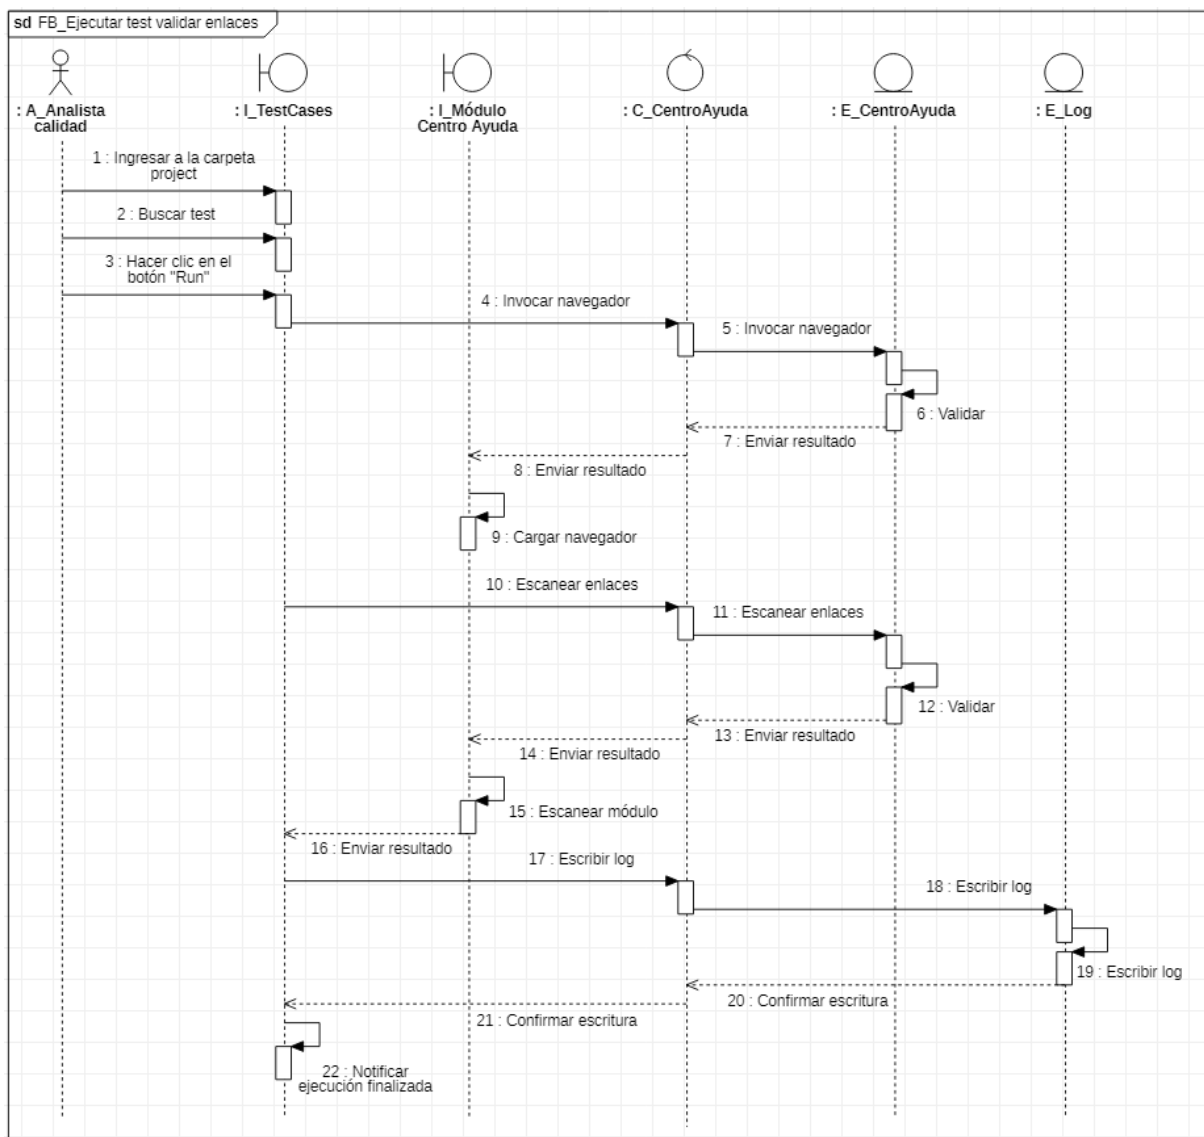 sd FB_Ejecutar test validar enlaces
: A_Analista
calidad
: I_TestCases
: I_Módulo
Centro Ayuda
: C_CentroAyuda
: E_CentroAyuda
: E_Log
1 : Ingresar a la carpeta
project
2 : Buscar test
3 : Hacer clic en el
botón "Run"
4 : Invocar navegador
5 : Invocar navegador
6 : Validar
7 : Enviar resultado
8 : Enviar resultado
9 : Cargar navegador
10 : Escanear enlaces
11 : Escanear enlaces
12 : Validar
13 : Enviar resultado
14 : Enviar resultado
15 : Escanear módulo
16 : Enviar resultado
17 : Escribir log
18 : Escribir log
19 : Escribir log
20 : Confirmar escritura
21 : Confirmar escritura
22 : Notificar
ejecución finalizada